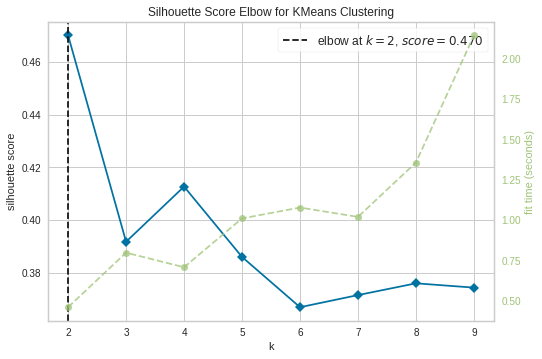 Silhouette Score Elbow for KMeans Clustering
elbow at k = 2, score = 0.470
silhouette score
0.46
0.44
0.42
0.40
0.38
2 3 4 5 6 7 8 9
k
2.00
1.75
1.50
1.25
1.00
0.75
0.50
fit time (seconds)